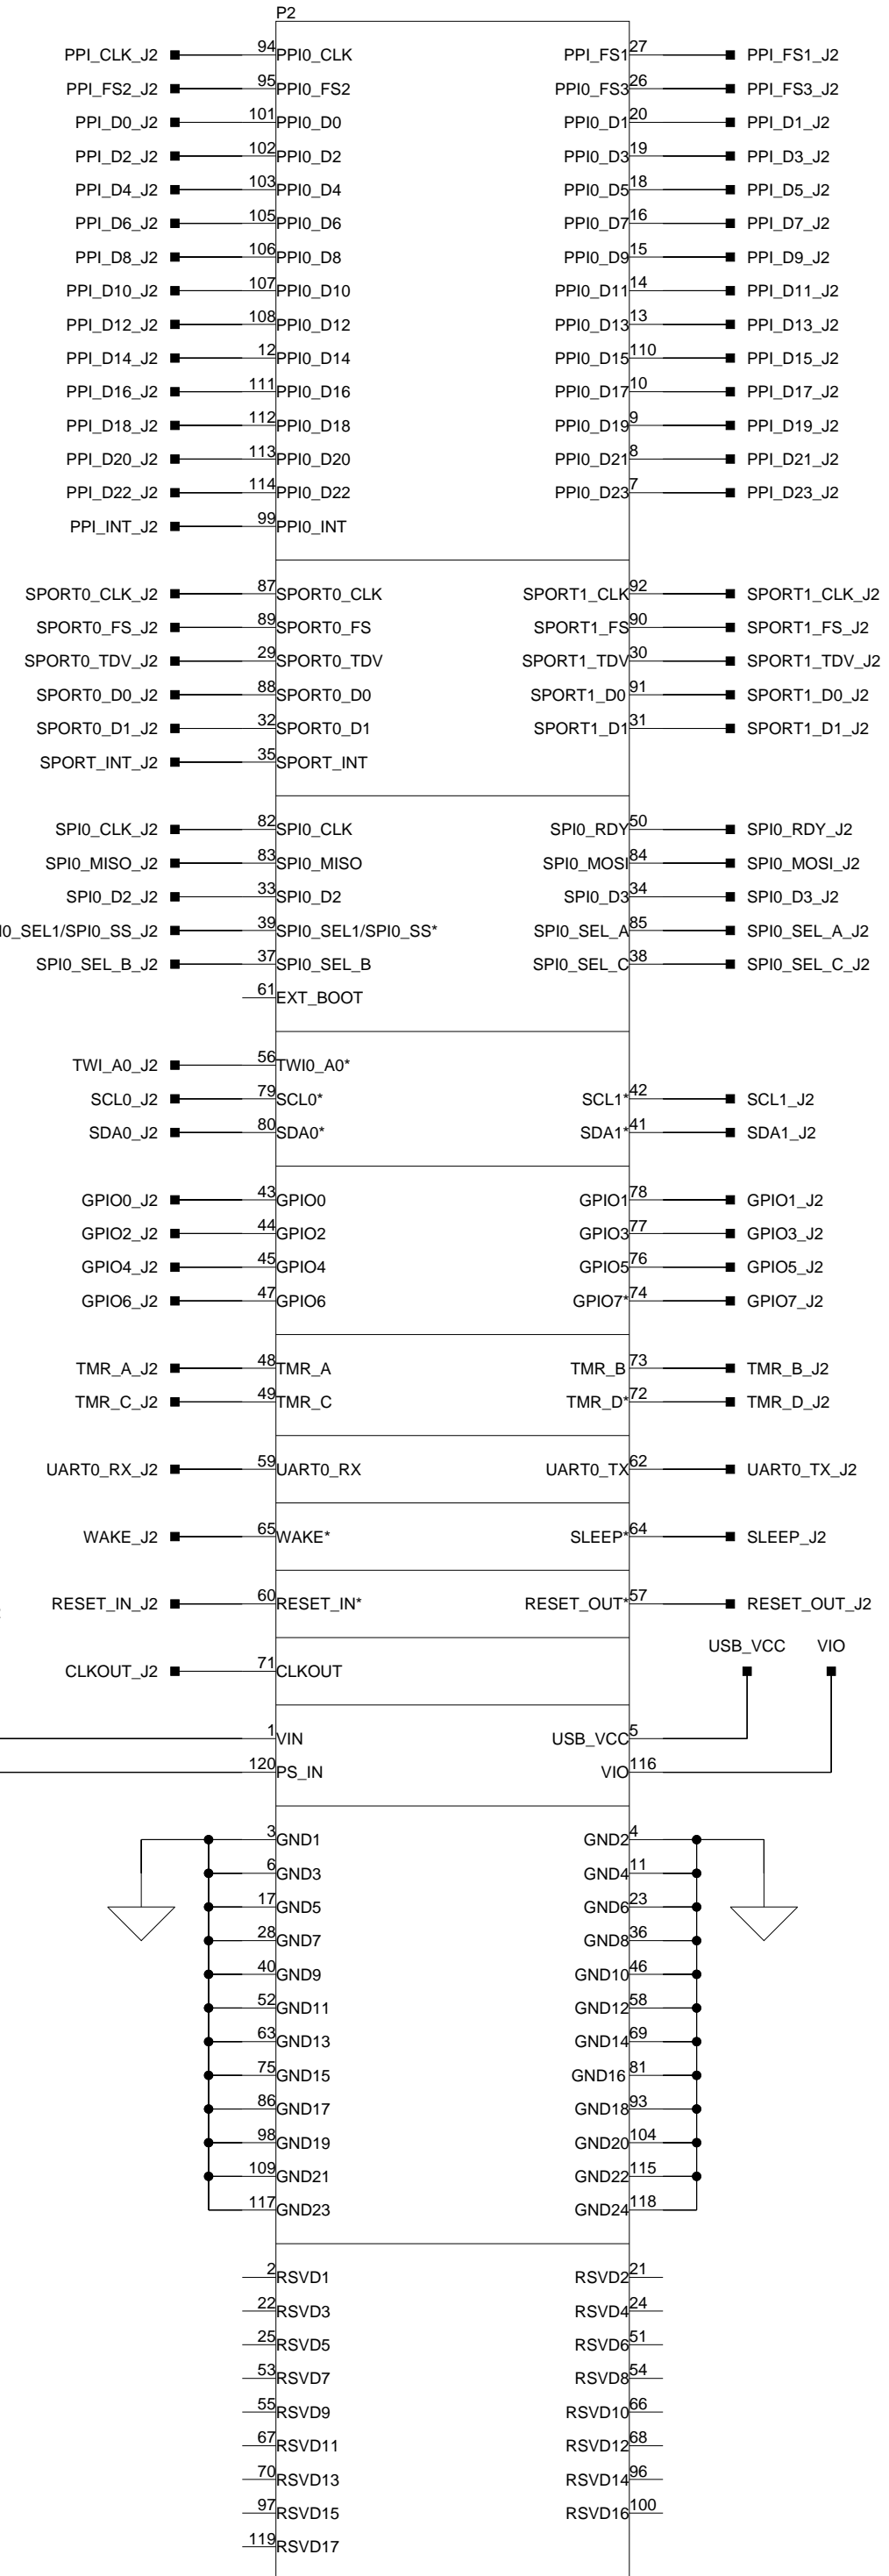 P2
PPI_CLK_J2 94 PPI0_CLK PPI_FS1 27 PPI_FS1_J2
PPI_FS2_J2 95 PPI0_FS2 PPI0_FS3 26 PPI_FS3_J2
PPI_D0_J2 101 PPI0_D0 PPI0_D1 20 PPI_D1_J2
PPI_D2_J2 102 PPI0_D2 PPI0_D3 19 PPI_D3_J2
PPI_D4_J2 103 PPI0_D4 PPI0_D5 18 PPI_D5_J2
PPI_D6_J2 105 PPI0_D6 PPI0_D7 16 PPI_D7_J2
PPI_D8_J2 106 PPI0_D8 PPI0_D9 15 PPI_D9_J2
PPI_D10_J2 107 PPI0_D10 PPI0_D11 14 PPI_D11_J2
PPI_D12_J2 108 PPI0_D12 PPI0_D13 13 PPI_D13_J2
PPI_D14_J2 12 PPI0_D14 PPI0_D15 110 PPI_D15_J2
PPI_D16_J2 111 PPI0_D16 PPI0_D17 10 PPI_D17_J2
PPI_D18_J2 112 PPI0_D18 PPI0_D19 9 PPI_D19_J2
PPI_D20_J2 113 PPI0_D20 PPI0_D21 8 PPI_D21_J2
PPI_D22_J2 114 PPI0_D22 PPI0_D23 7 PPI_D23_J2
PPI_INT_J2 99 PPI0_INT
SPORT0_CLK_J2 87 SPORT0_CLK SPORT1_CLK 92 SPORT1_CLK_J2
SPORT0_FS_J2 89 SPORT0_FS SPORT1_FS 90 SPORT1_FS_J2
SPORT0_TDV_J2 29 SPORT0_TDV SPORT1_TDV 30 SPORT1_TDV_J2
SPORT0_D0_J2 88 SPORT0_D0 SPORT1_D0 91 SPORT1_D0_J2
SPORT0_D1_J2 32 SPORT0_D1 SPORT1_D1 31 SPORT1_D1_J2
SPORT_INT_J2 35 SPORT_INT
SPI0_CLK_J2 82 SPI0_CLK SPI0_RDY 50 SPI0_RDY_J2
SPI0_MISO_J2 83 SPI0_MISO SPI0_MOSI 84 SPI0_MOSI_J2
SPI0_D2_J2 33 SPI0_D2 SPI0_D3 34 SPI0_D3_J2
I0_SEL1/SPI0_SS_J2 39 SPI0_SEL1/SPI0_SS* SPI0_SEL_A 85 SPI0_SEL_A_J2
SPI0_SEL_B_J2 37 SPI0_SEL_B SPI0_SEL_C 38 SPI0_SEL_C_J2
61 EXT_BOOT
TWI_A0_J2 56 TWI0_A0*
SCL0_J2 79 SCL0* SCL1* 42 SCL1_J2
SDA0_J2 80 SDA0* SDA1* 41 SDA1_J2
GPIO0_J2 43 GPIO0 GPIO1 78 GPIO1_J2
GPIO2_J2 44 GPIO2 GPIO3 77 GPIO3_J2
GPIO4_J2 45 GPIO4 GPIO5 76 GPIO5_J2
GPIO6_J2 47 GPIO6 GPIO7* 74 GPIO7_J2
TMR_A_J2 48 TMR_A TMR_B 73 TMR_B_J2
TMR_C_J2 49 TMR_C TMR_D* 72 TMR_D_J2
UART0_RX_J2 59 UART0_RX UART0_TX 62 UART0_TX_J2
WAKE_J2 65 WAKE* SLEEP* 64 SLEEP_J2
RESET_IN_J2 60 RESET_IN* RESET_OUT* 57 RESET_OUT_J2
USB_VCC VIO
CLKOUT_J2 71 CLKOUT
1 VIN USB_VCC 5
120 PS_IN VIO 116
3 GND1 GND2 4
6 GND3 GND4 11
17 GND5 GND6 23
28 GND7 GND8 36
40 GND9 GND10 46
52 GND11 GND12 58
63 GND13 GND14 69
75 GND15 GND16 81
86 GND17 GND18 93
98 GND19 GND20 104
109 GND21 GND22 115
117 GND23 GND24 118
2 RSVD1 RSVD2 21
22 RSVD3 RSVD4 24
25 RSVD5 RSVD6 51
53 RSVD7 RSVD8 54
55 RSVD9 RSVD10 66
67 RSVD11 RSVD12 68
70 RSVD13 RSVD14 96
97 RSVD15 RSVD16 100
119 RSVD17